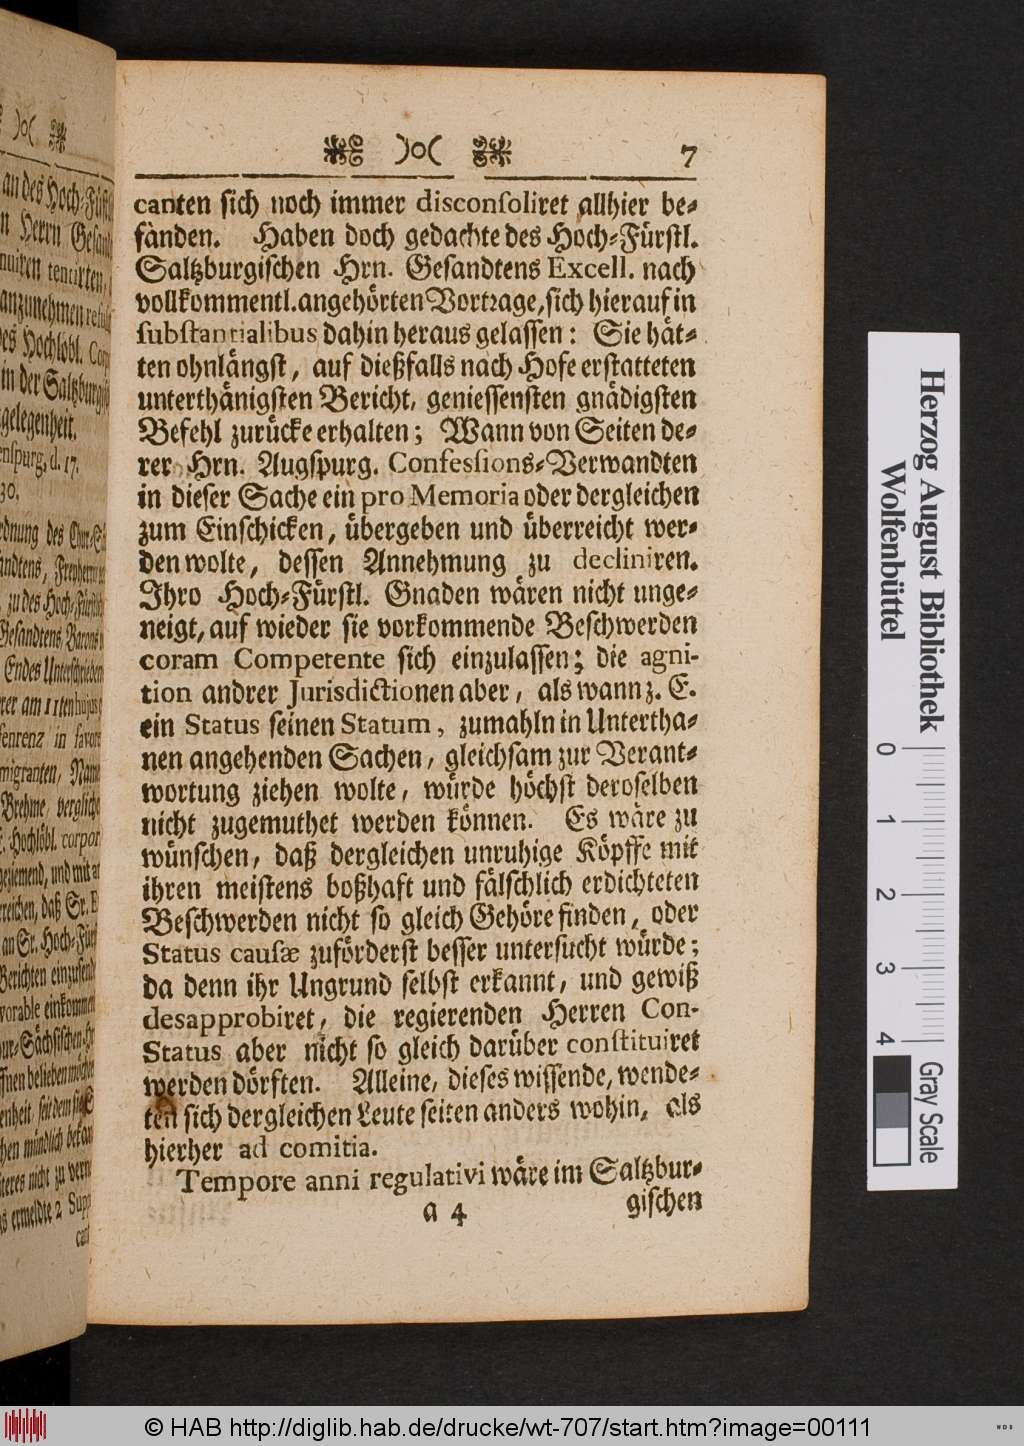 7
canten sich noch immer disconsoliret allhier be-
fänden. Haben doch gedachte des Hoch-Fürstl.
Saltzburgischen Hrn. Gesandtens Excell. nach
vollkommentl. angehörten Vortrage, sich hierauf in
substantialibus dahin heraus gelassen: Sie hät-
ten ohnlängst, auf dießfalls nach Hofe erstatteten
unterthänigsten Bericht, geniessensten gnädigsten
Befehl zurücke erhalten; Wann von Seiten de-
rer Hrn. Augspurg. Confessions-Verwandten
in dieser Sache ein pro Memoria oder dergleichen
zum Einschicken, übergeben und überreicht wer-
den wolte, dessen Annehmung zu decliniren.
Ihro Hoch-Fürstl. Gnaden wären nicht unge-
neigt, auf wieder sie vorkommende Beschwerden
coram Competente sich einzulassen; die agni-
tion andrer Jurisdictionen aber, als wann z. E.
ein Status seinen Statum, zumahln in Untertha-
nen angehenden Sachen, gleichsam zur Verant-
wortung ziehen wolte, würde höchst deroselben
nicht zugemuthet werden können. Es wäre zu
wünschen, daß dergleichen unruhige Köpffe mit
ihren meistens boßhaft und fälschlich erdichteten
Beschwerden nicht so gleich Gehöre finden, oder
Status causæ zuförderst besser untersucht würde;
da denn ihr Ungrund selbst erkannt, und gewiß
desapprobiret, die regierenden Herren Con-
Status aber nicht so gleich darüber constituiret
werden dörften. Alleine, dieses wissende, wende-
ten sich dergleichen Leute seiten anders wohin, als
hierher ad comitia.
Tempore anni regulativi wäre im Saltzbur-
a 4 gischen
Herzog August Bibliothek
Wolfenbüttel
0 1 2 3 4
Gray Scale
© HAB http://diglib.hab.de/drucke/wt-707/start.htm?image=00111